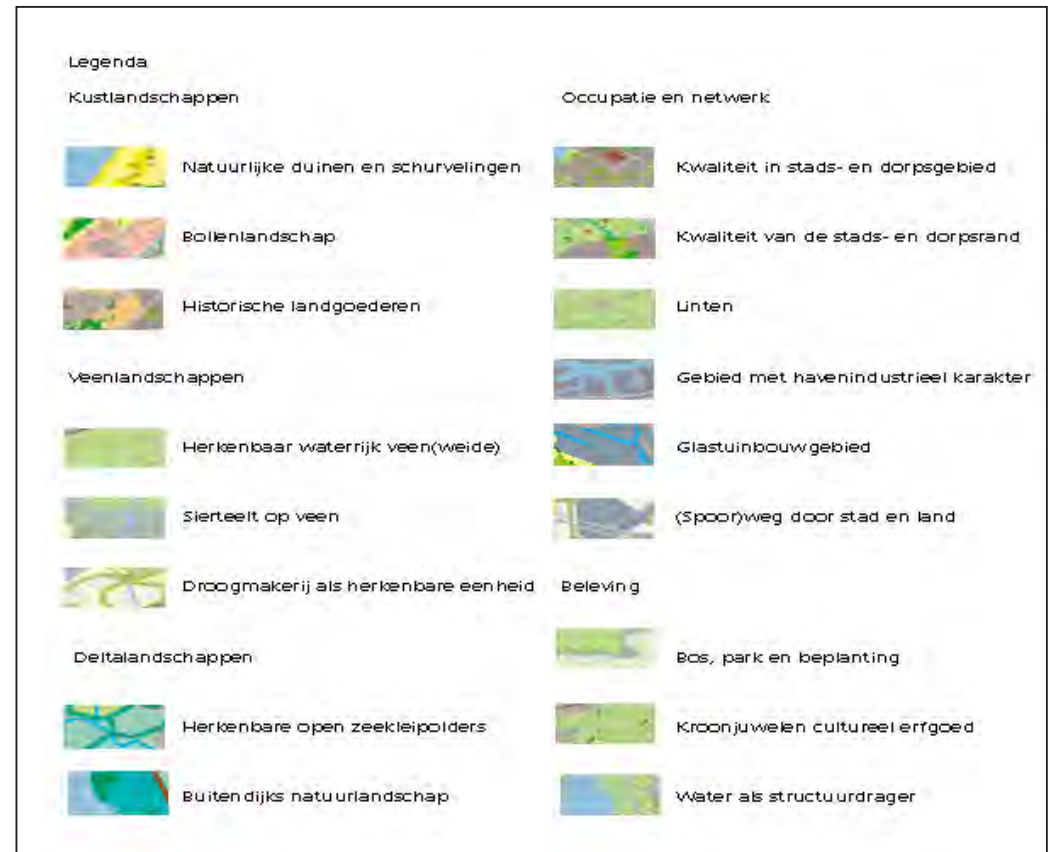 Legenda
Kustlandschappen
Natuurlijke duinen en schurvelingen
Bollenlandschap
Historische landgoederen
Veenlandschappen
Herkenbaar waterrijk veen(weide)
Sierteelt op veen
Droogmakerij als herkenbare eenheid
Deltalandschappen
Herkenbare open zeekleipolders
Buitendijks natuurlandschap
Occupatie en netwerk
Kwaliteit in stads- en dorpsgebied
Kwaliteit van de stads- en dorpsrand
Linten
Gebied met havenindustrieel karakter
Glastuinbouwgebied
(Spoor)weg door stad en land
Beleving
Bos, park en beplanting
Kroonjuwelen cultureel erfgoed
Water als structuurdrager